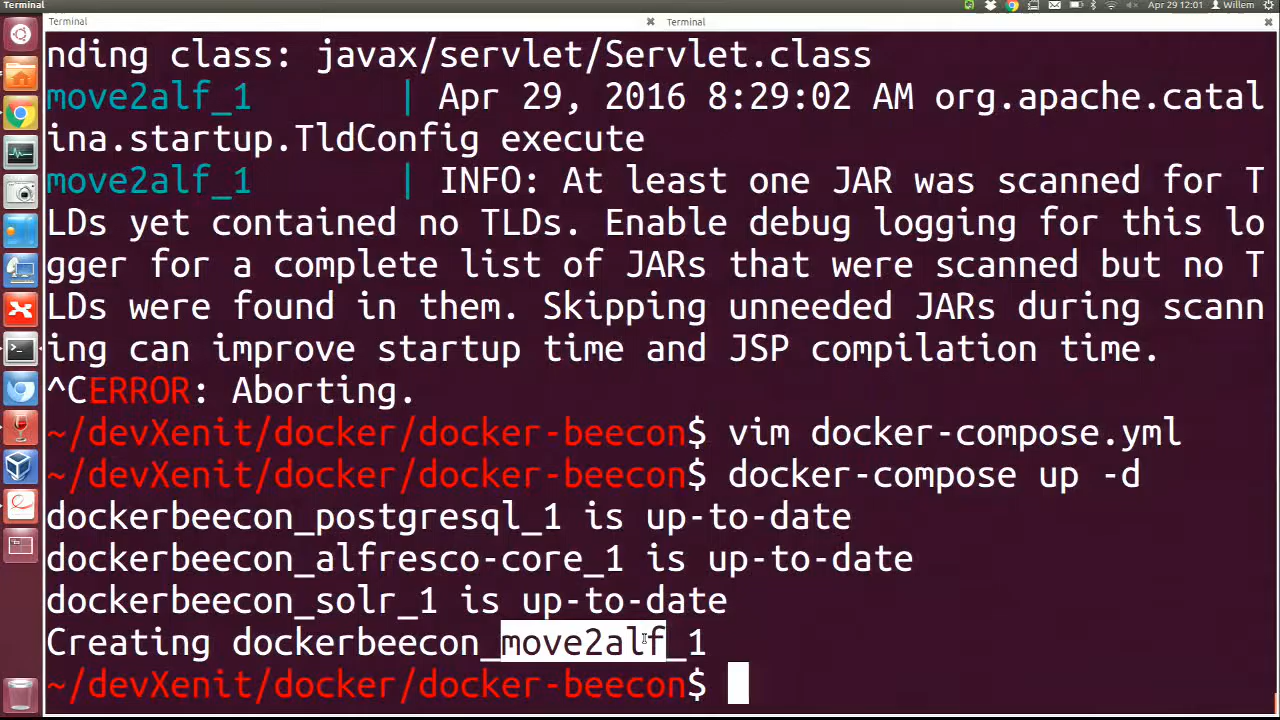 Terminal
Apr 29 12:01
Willem
Terminal
Terminal
nding class: javax/servlet/Servlet.class
move2alf_1 | Apr 29, 2016 8:29:02 AM org.apache.catal
ina.startup.TldConfig execute
move2alf_1 | INFO: At least one JAR was scanned for T
LDs yet contained no TLDs. Enable debug logging for this lo
gger for a complete list of JARs that were scanned but no T
LDs were found in them. Skipping unneeded JARs during scann
ing can improve startup time and JSP compilation time.
^CERROR: Aborting.
~/devXenit/docker/docker-beecon$ vim docker-compose.yml
~/devXenit/docker/docker-beecon$ docker-compose up -d
dockerbeecon_postgresql_1 is up-to-date
dockerbeecon_alfresco-core_1 is up-to-date
dockerbeecon_solr_1 is up-to-date
Creating dockerbeecon_move2alf_1
~/devXenit/docker/docker-beecon$